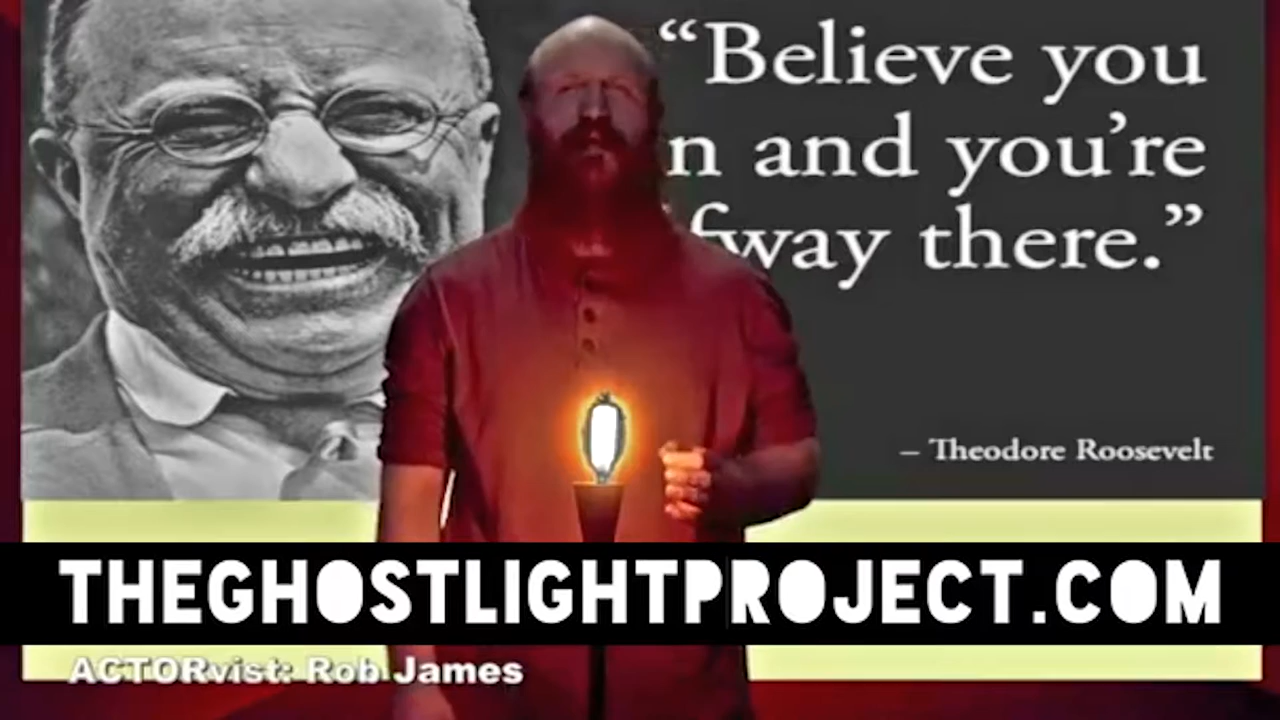 “Believe you
n and you’re
fway there.”
– Theodore Roosevelt
THEGHOSTLIGHTPROJECT.COM
ACTORvist: Rob James